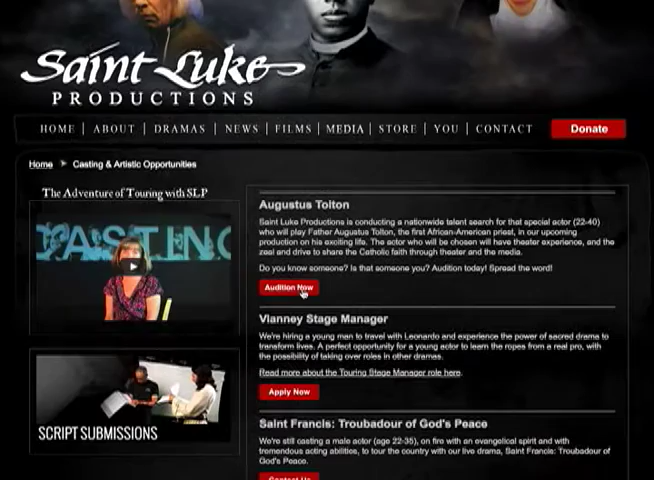 Saint Luke
PRODUCTIONS
HOME | ABOUT | DRAMAS | NEWS | FILMS | MEDIA | STORE | YOU | CONTACT
Donate
Home Casting & Artistic Opportunities
The Adventure of Touring with SLP
CASTING
SCRIPT SUBMISSIONS
Augustus Tolton
Saint Luke Productions is conducting a nationwide talent search for that special actor (22-40)
who will play Father Augustus Tolton, the first African-American priest, in our upcoming
production on his exciting life. The actor who will be chosen will have theater experience, and the
zeal and drive to share the Catholic faith through theater and the media.
Do you know someone? Is that someone you? Audition today! Spread the word!
Audition Now
Vianney Stage Manager
We're hiring a young man to travel with Leonardo and experience the power of sacred drama to
transform lives. A perfect opportunity for a young actor to learn the ropes from a real pro, with
the possibility of taking over roles in other dramas.
Read more about the Touring Stage Manager role here.
Apply Now
Saint Francis: Troubadour of God's Peace
We're still casting a male actor (age 22-35), on fire with an evangelical spirit and with
tremendous acting abilities, to tour the country with our live drama, Saint Francis: Troubadour of
God's Peace.
Contact Us